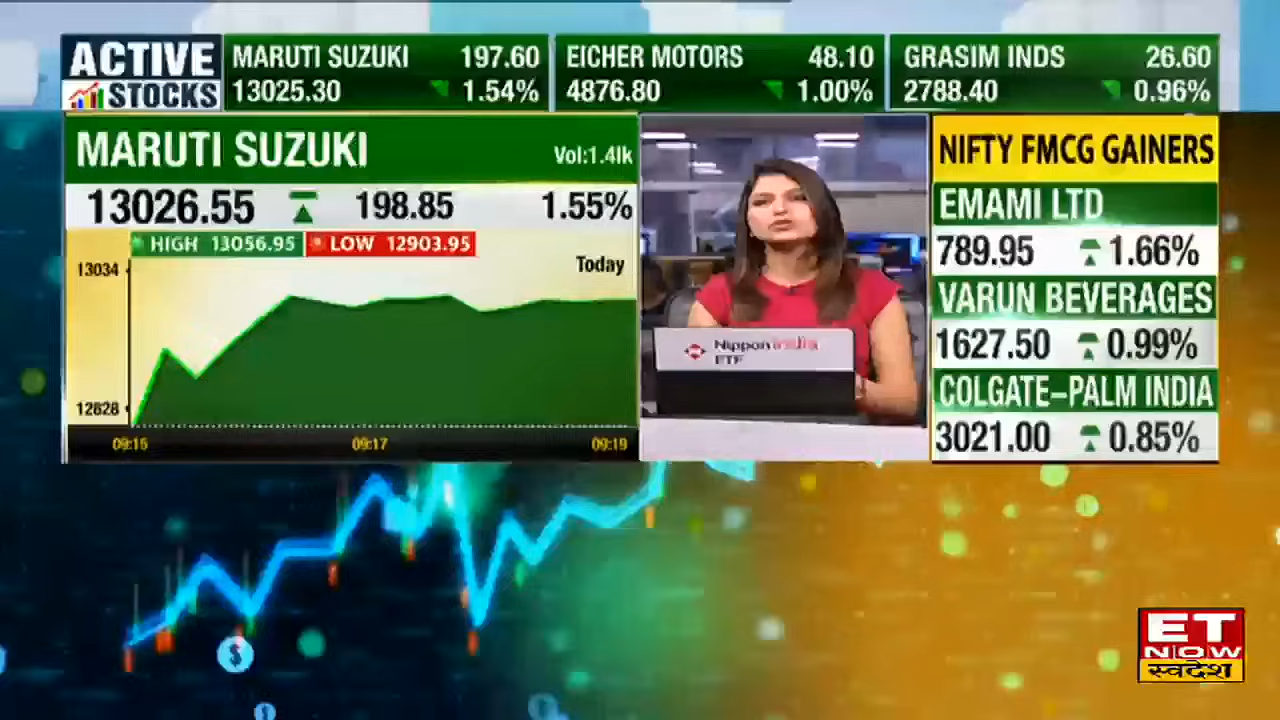 ACTIVE
STOCKS
MARUTI SUZUKI 197.60
13025.30 1.54%
EICHER MOTORS 48.10
4876.80 1.00%
GRASIM INDS 26.60
2788.40 0.96%
MARUTI SUZUKI Vol:1.4lk
13026.55 198.85 1.55%
HIGH 13056.95 LOW 12903.95
Today
13034
12828
09:15 09:17 09:19
Nippon India
ETF
NIFTY FMCG GAINERS
EMAMI LTD
789.95 1.66%
VARUN BEVERAGES
1627.50 0.99%
COLGATE-PALM INDIA
3021.00 0.85%
$
ET
NOW
स्वदेश